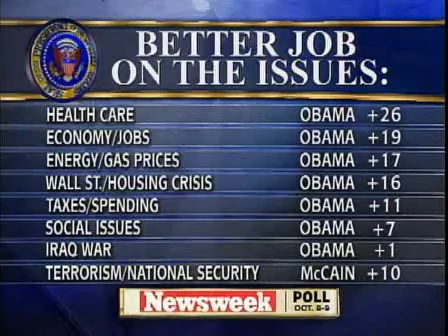 BETTER JOB
ON THE ISSUES:
HEALTH CARE OBAMA +26
ECONOMY/JOBS OBAMA +19
ENERGY/GAS PRICES OBAMA +17
WALL ST./HOUSING CRISIS OBAMA +16
TAXES/SPENDING OBAMA +11
SOCIAL ISSUES OBAMA +7
IRAQ WAR OBAMA +1
TERRORISM/NATIONAL SECURITY McCAIN +10
Newsweek POLL
OCT. 8-9